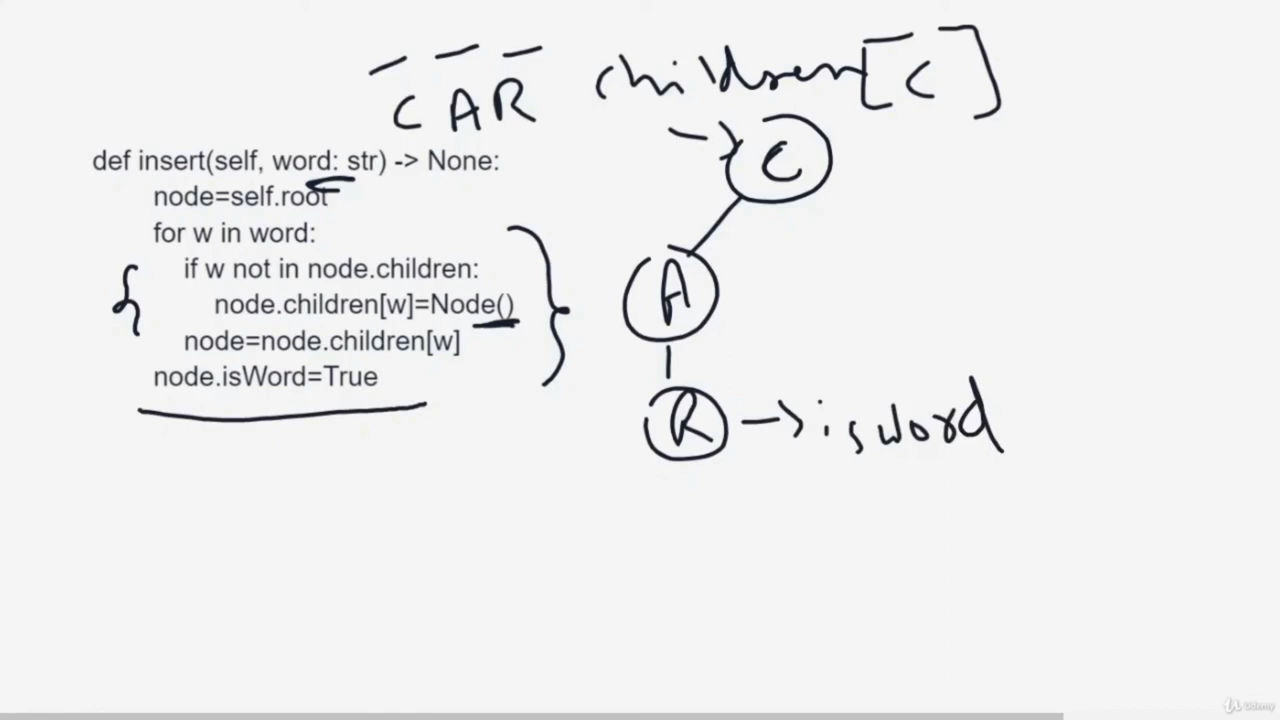 CAR children[C]
C
def insert(self, word: str) -> None:
node=self.root
for w in word:
if w not in node.children:
node.children[w]=Node()
node=node.children[w]
node.isWord=True
A
R -> isword
Udemy